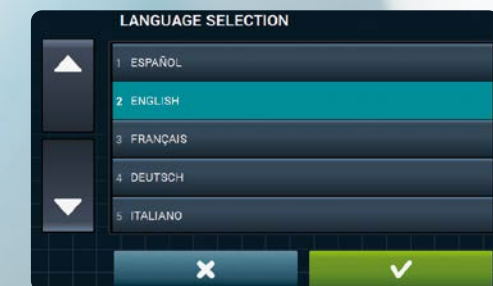 LANGUAGE SELECTION
1 ESPAÑOL
2 ENGLISH
3 FRANÇAIS
4 DEUTSCH
5 ITALIANO